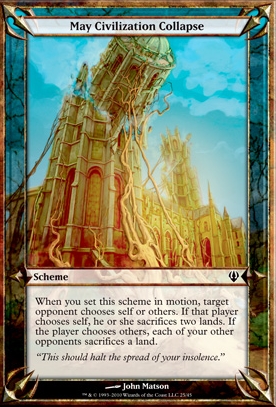 May Civilization Collapse
Scheme
When you set this scheme in motion, target
opponent chooses self or others. If that player
chooses self, he or she sacrifices two lands. If
the player chooses others, each of your other
opponents sacrifices a land.
“This should halt the spread of your insolence.”
John Matson
™ & © 1993–2010 Wizards of the Coast LLC 25/45